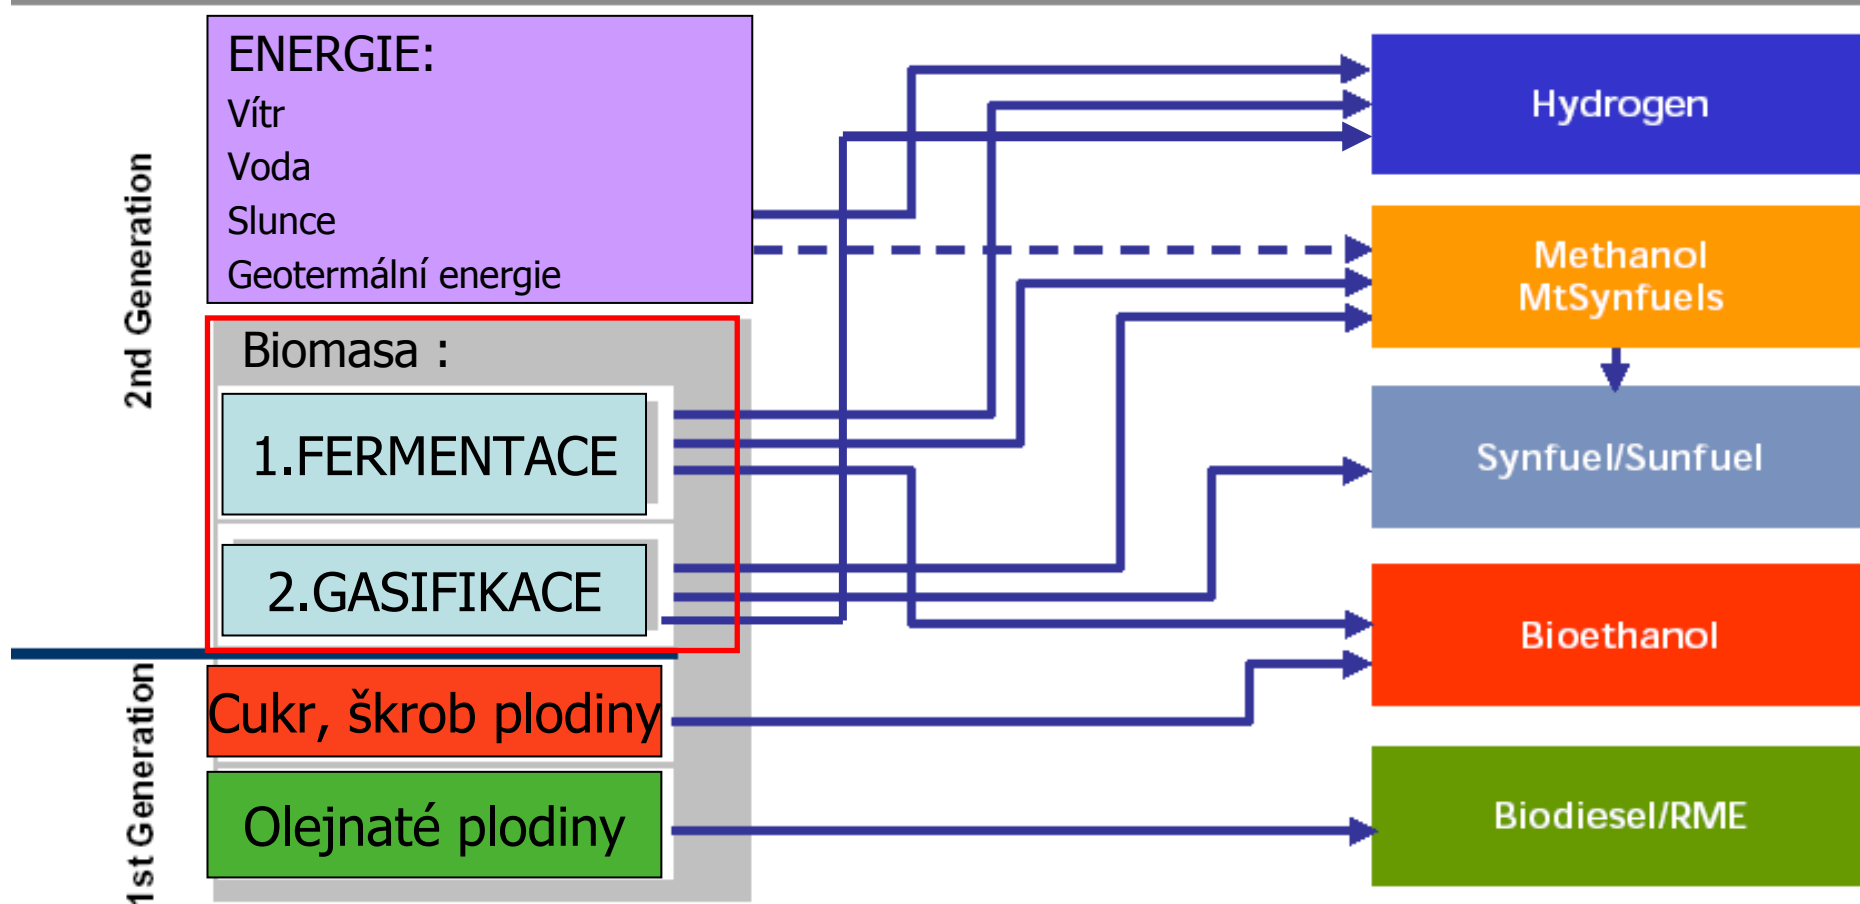 2nd Generation
ENERGIE:
Vítr
Voda
Slunce
Geotermální energie
Biomasa :
1.FERMENTACE
2.GASIFIKACE
1st Generation
Cukr, škrob plodiny
Olejnaté plodiny
Hydrogen
Methanol
MtSynfuels
Synfuel/Sunfuel
Bioethanol
Biodiesel/RME